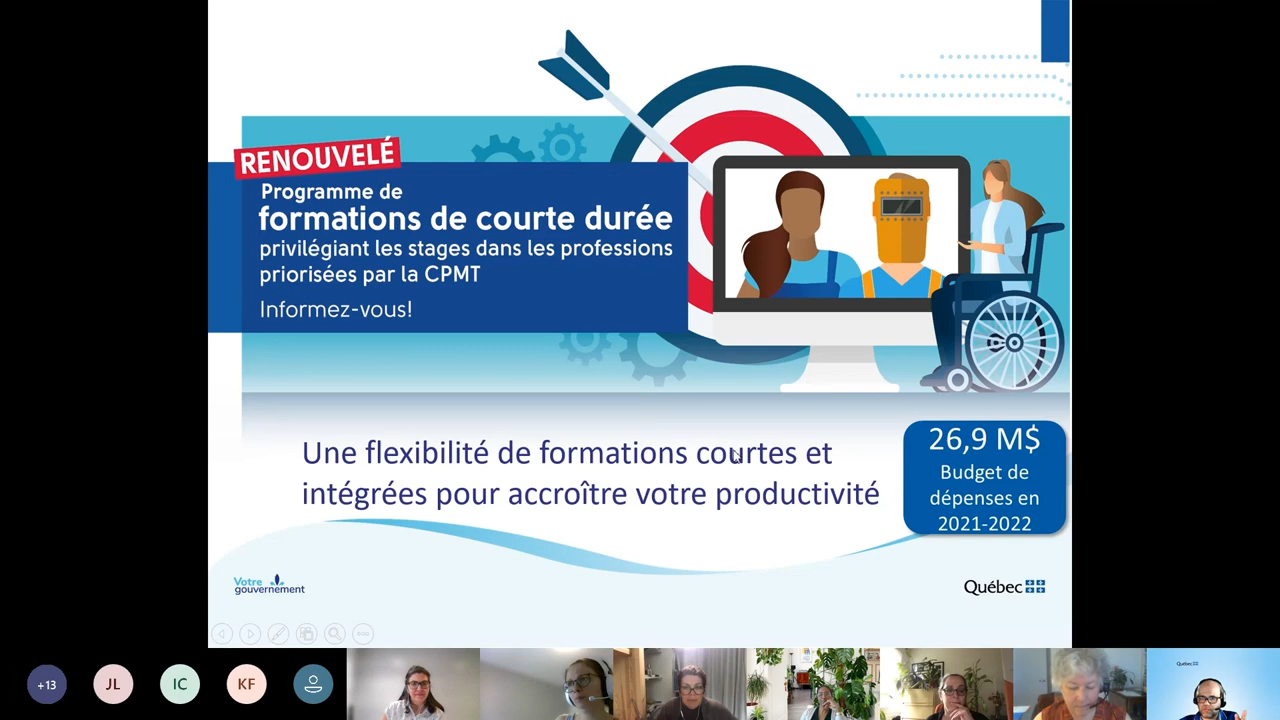 RENOUVELÉ
Programme de
formations de courte durée
privilégiant les stages dans les professions
priorisées par la CPMT
Informez-vous!
Une flexibilité de formations courtes et
intégrées pour accroître votre productivité
26,9 M$
Budget de
dépenses en
2021-2022
Votre
gouvernement
Québec
+13
JL
IC
KF
Québec